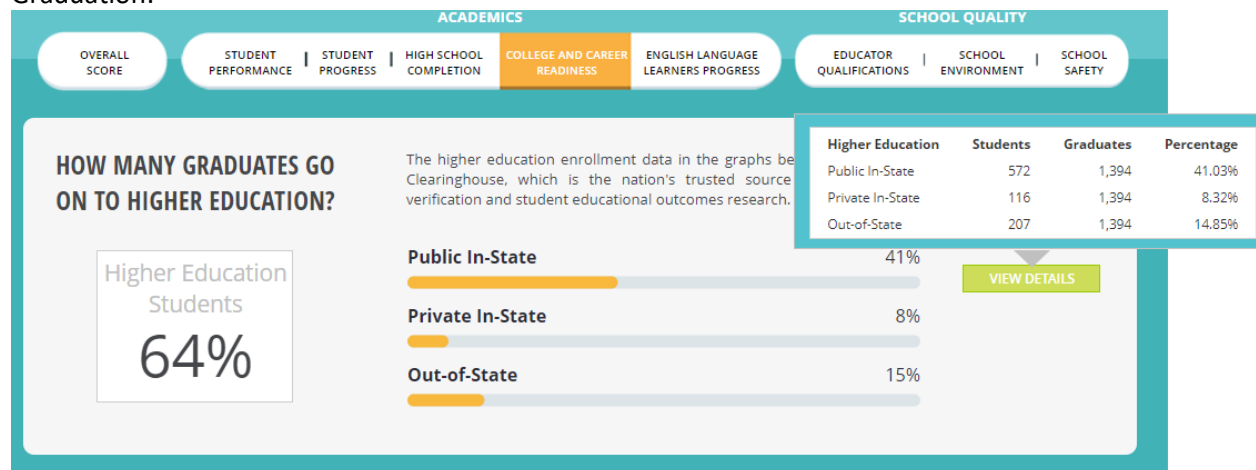 Graduation.
ACADEMICS
SCHOOL QUALITY
OVERALL SCORE
STUDENT PERFORMANCE
STUDENT PROGRESS
HIGH SCHOOL COMPLETION
COLLEGE AND CAREER READINESS
ENGLISH LANGUAGE LEARNERS PROGRESS
EDUCATOR QUALIFICATIONS
SCHOOL ENVIRONMENT
SCHOOL SAFETY
HOW MANY GRADUATES GO
ON TO HIGHER EDUCATION?
The higher education enrollment data in the graphs be
Clearinghouse, which is the nation's trusted source
verification and student educational outcomes research.
Higher Education Students Graduates Percentage
Public In-State 572 1,394 41.03%
Private In-State 116 1,394 8.32%
Out-of-State 207 1,394 14.85%
VIEW DETAILS
Higher Education
Students
64%
Public In-State 41%
Private In-State 8%
Out-of-State 15%